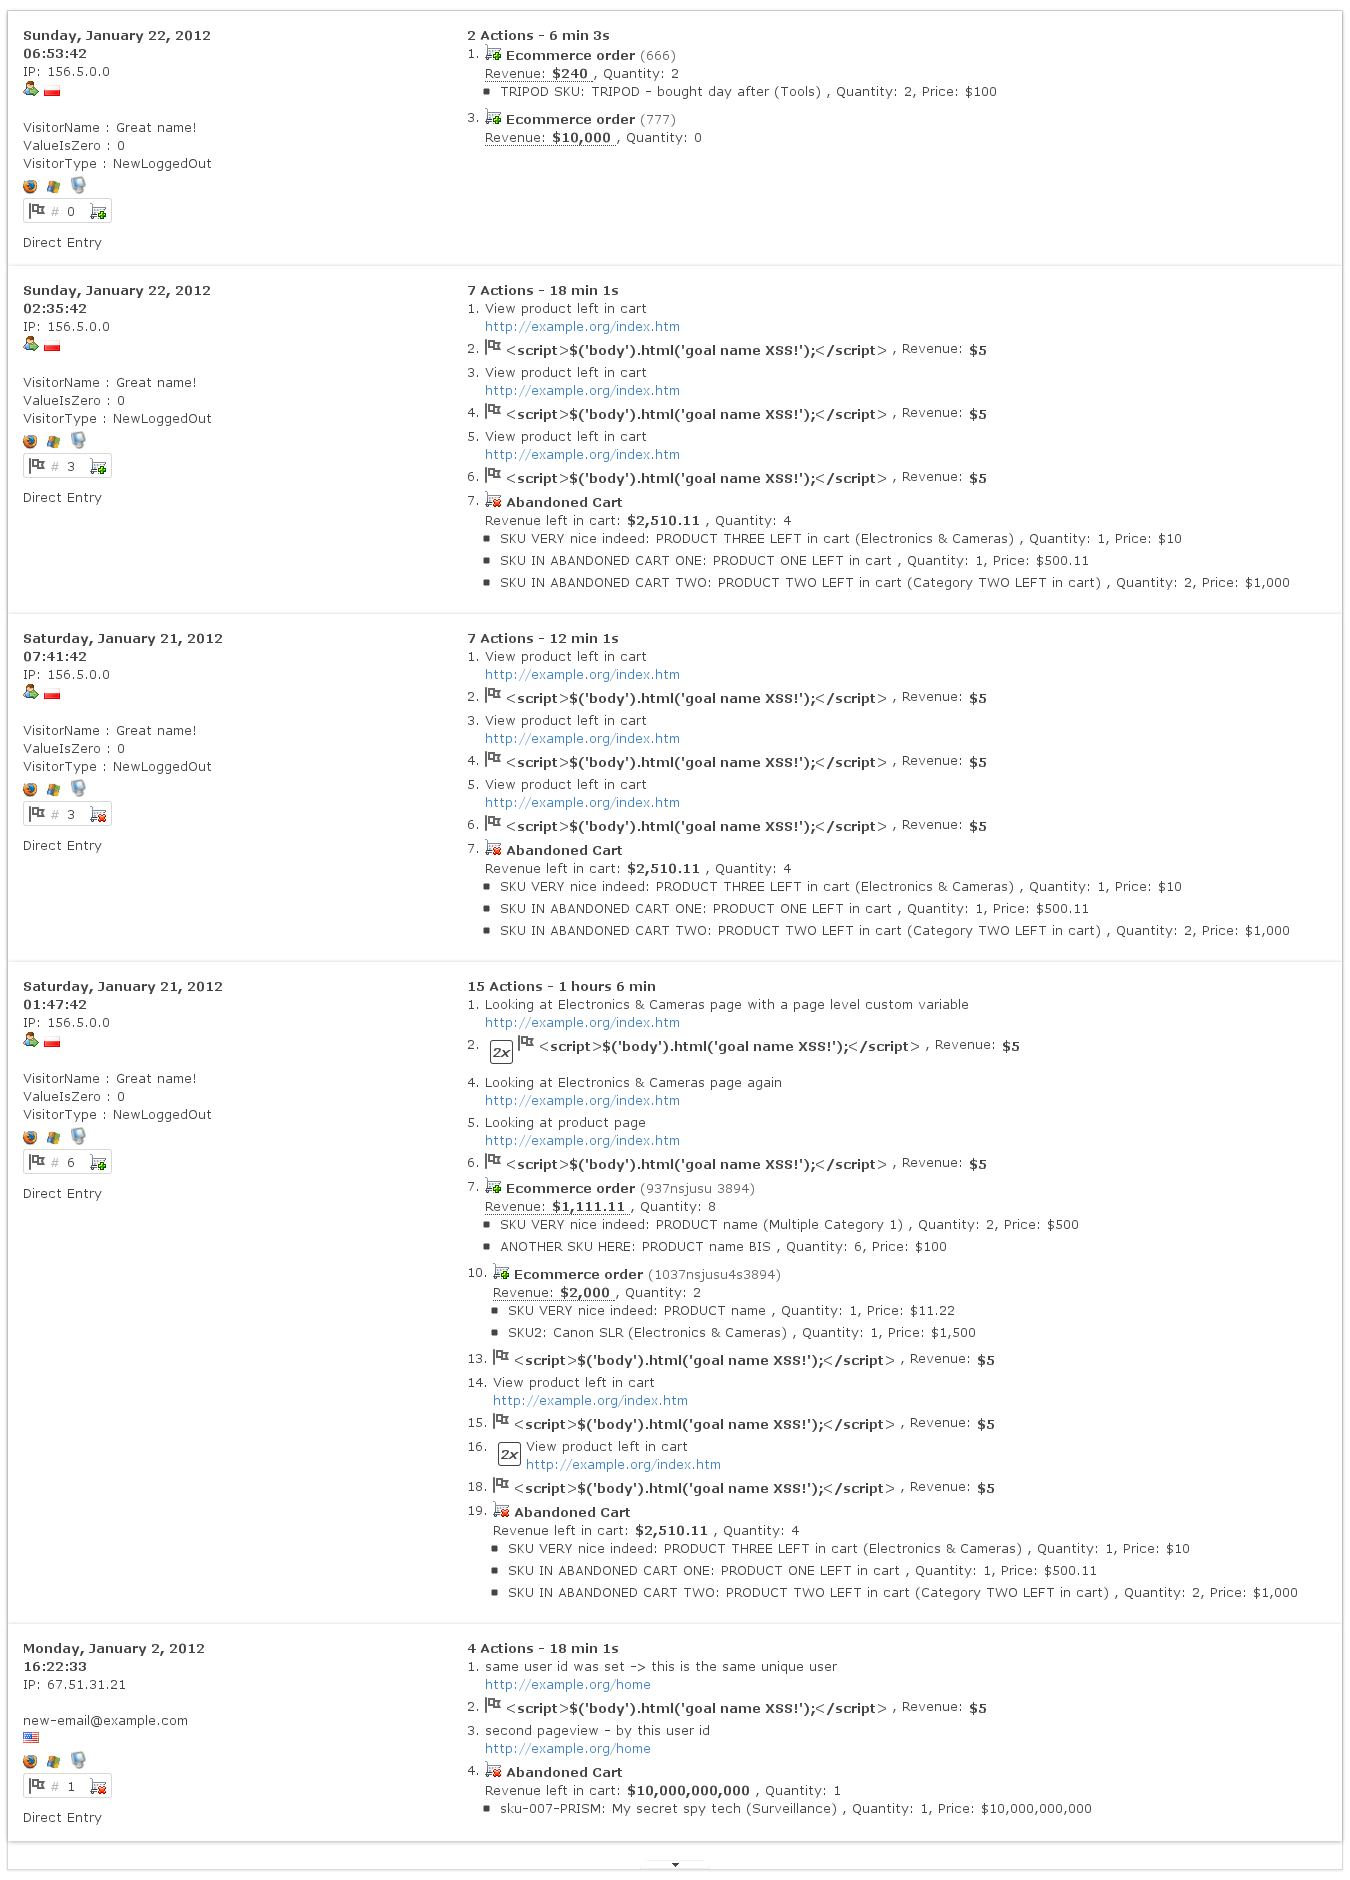 Sunday, January 22, 2012
06:53:42
IP: 156.5.0.0
VisitorName : Great name!
ValueIsZero : 0
VisitorType : NewLoggedOut
# 0
Direct Entry
2 Actions - 6 min 3s
1. Ecommerce order (666)
Revenue: $240 , Quantity: 2
TRIPOD SKU: TRIPOD - bought day after (Tools) , Quantity: 2, Price: $100
3. Ecommerce order (777)
Revenue: $10,000 , Quantity: 0
Sunday, January 22, 2012
02:35:42
IP: 156.5.0.0
VisitorName : Great name!
ValueIsZero : 0
VisitorType : NewLoggedOut
# 3
Direct Entry
7 Actions - 18 min 1s
1. View product left in cart
http://example.org/index.htm
2. <script>$('body').html('goal name XSS!');</script> , Revenue: $5
3. View product left in cart
http://example.org/index.htm
4. <script>$('body').html('goal name XSS!');</script> , Revenue: $5
5. View product left in cart
http://example.org/index.htm
6. <script>$('body').html('goal name XSS!');</script> , Revenue: $5
7. Abandoned Cart
Revenue left in cart: $2,510.11 , Quantity: 4
SKU VERY nice indeed: PRODUCT THREE LEFT in cart (Electronics & Cameras) , Quantity: 1, Price: $10
SKU IN ABANDONED CART ONE: PRODUCT ONE LEFT in cart , Quantity: 1, Price: $500.11
SKU IN ABANDONED CART TWO: PRODUCT TWO LEFT in cart (Category TWO LEFT in cart) , Quantity: 2, Price: $1,000
Saturday, January 21, 2012
07:41:42
IP: 156.5.0.0
VisitorName : Great name!
ValueIsZero : 0
VisitorType : NewLoggedOut
# 3
Direct Entry
7 Actions - 12 min 1s
1. View product left in cart
http://example.org/index.htm
2. <script>$('body').html('goal name XSS!');</script> , Revenue: $5
3. View product left in cart
http://example.org/index.htm
4. <script>$('body').html('goal name XSS!');</script> , Revenue: $5
5. View product left in cart
http://example.org/index.htm
6. <script>$('body').html('goal name XSS!');</script> , Revenue: $5
7. Abandoned Cart
Revenue left in cart: $2,510.11 , Quantity: 4
SKU VERY nice indeed: PRODUCT THREE LEFT in cart (Electronics & Cameras) , Quantity: 1, Price: $10
SKU IN ABANDONED CART ONE: PRODUCT ONE LEFT in cart , Quantity: 1, Price: $500.11
SKU IN ABANDONED CART TWO: PRODUCT TWO LEFT in cart (Category TWO LEFT in cart) , Quantity: 2, Price: $1,000
Saturday, January 21, 2012
01:47:42
IP: 156.5.0.0
VisitorName : Great name!
ValueIsZero : 0
VisitorType : NewLoggedOut
# 6
Direct Entry
15 Actions - 1 hours 6 min
1. Looking at Electronics & Cameras page with a page level custom variable
http://example.org/index.htm
2. 2x <script>$('body').html('goal name XSS!');</script> , Revenue: $5
4. Looking at Electronics & Cameras page again
http://example.org/index.htm
5. Looking at product page
http://example.org/index.htm
6. <script>$('body').html('goal name XSS!');</script> , Revenue: $5
7. Ecommerce order (937nsjusu 3894)
Revenue: $1,111.11 , Quantity: 8
SKU VERY nice indeed: PRODUCT name (Multiple Category 1) , Quantity: 2, Price: $500
ANOTHER SKU HERE: PRODUCT name BIS , Quantity: 6, Price: $100
10. Ecommerce order (1037nsjusu4s3894)
Revenue: $2,000 , Quantity: 2
SKU VERY nice indeed: PRODUCT name , Quantity: 1, Price: $11.22
SKU2: Canon SLR (Electronics & Cameras) , Quantity: 1, Price: $1,500
13. <script>$('body').html('goal name XSS!');</script> , Revenue: $5
14. View product left in cart
http://example.org/index.htm
15. <script>$('body').html('goal name XSS!');</script> , Revenue: $5
16. 2x View product left in cart
http://example.org/index.htm
18. <script>$('body').html('goal name XSS!');</script> , Revenue: $5
19. Abandoned Cart
Revenue left in cart: $2,510.11 , Quantity: 4
SKU VERY nice indeed: PRODUCT THREE LEFT in cart (Electronics & Cameras) , Quantity: 1, Price: $10
SKU IN ABANDONED CART ONE: PRODUCT ONE LEFT in cart , Quantity: 1, Price: $500.11
SKU IN ABANDONED CART TWO: PRODUCT TWO LEFT in cart (Category TWO LEFT in cart) , Quantity: 2, Price: $1,000
Monday, January 2, 2012
16:22:33
IP: 67.51.31.21
new-email@example.com
# 1
Direct Entry
4 Actions - 18 min 1s
1. same user id was set -> this is the same unique user
http://example.org/home
2. <script>$('body').html('goal name XSS!');</script> , Revenue: $5
3. second pageview - by this user id
http://example.org/home
4. Abandoned Cart
Revenue left in cart: $10,000,000,000 , Quantity: 1
sku-007-PRISM: My secret spy tech (Surveillance) , Quantity: 1, Price: $10,000,000,000